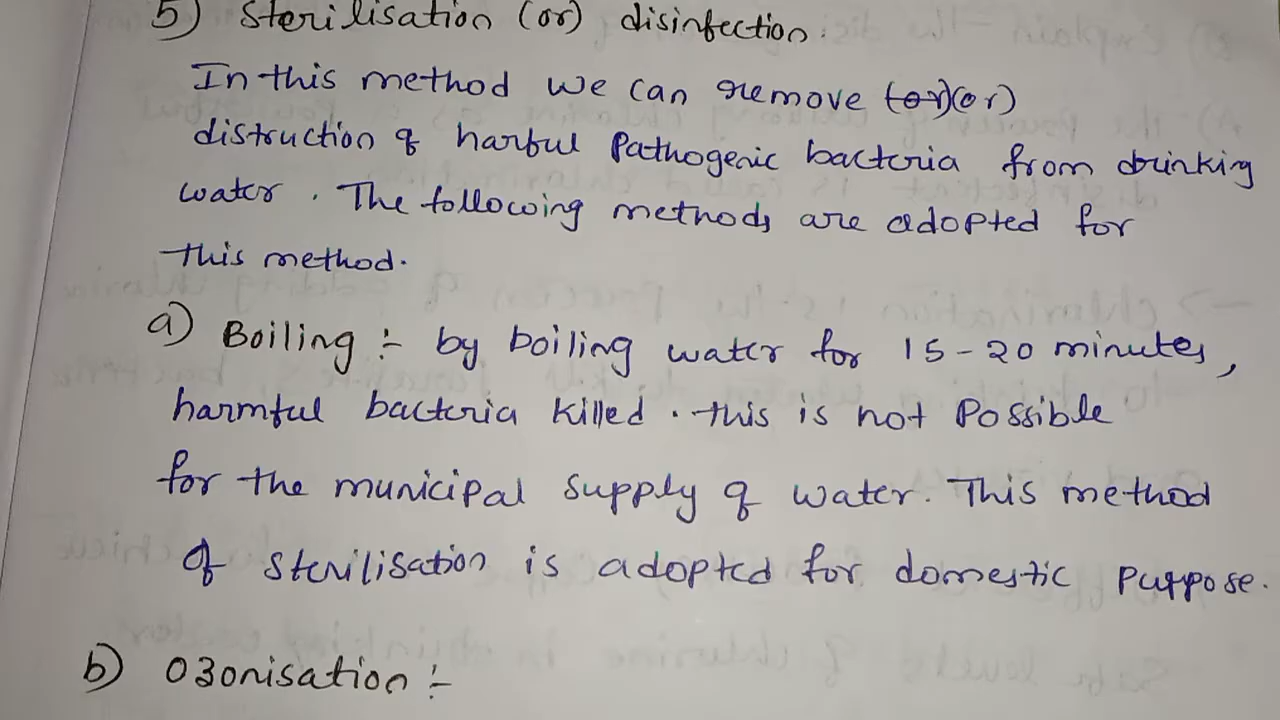 5) Sterilisation (or) disinfection.
In this method we can remove (or)(or)
distruction of harful Pathogenic bacteria from drinking
water. The following methods are adopted for
this method.
a) Boiling :- by boiling water for 15-20 minutes,
harmful bacteria killed. this is not Possible
for the municipal supply of water. This method
of sterilisation is adopted for domestic purpose.
b) Ozonisation :-